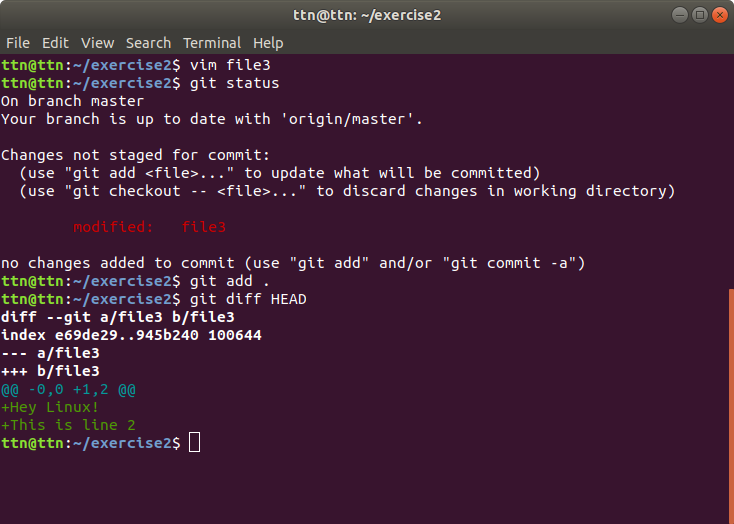 ttn@ttn: ~/exercise2
File Edit View Search Terminal Help
ttn@ttn:~/exercise2$ vim file3
ttn@ttn:~/exercise2$ git status
On branch master
Your branch is up to date with 'origin/master'.

Changes not staged for commit:
  (use "git add <file>..." to update what will be committed)
  (use "git checkout -- <file>..." to discard changes in working directory)

        modified:   file3

no changes added to commit (use "git add" and/or "git commit -a")
ttn@ttn:~/exercise2$ git add .
ttn@ttn:~/exercise2$ git diff HEAD
diff --git a/file3 b/file3
index e69de29..945b240 100644
--- a/file3
+++ b/file3
@@ -0,0 +1,2 @@
+Hey Linux!
+This is line 2
ttn@ttn:~/exercise2$